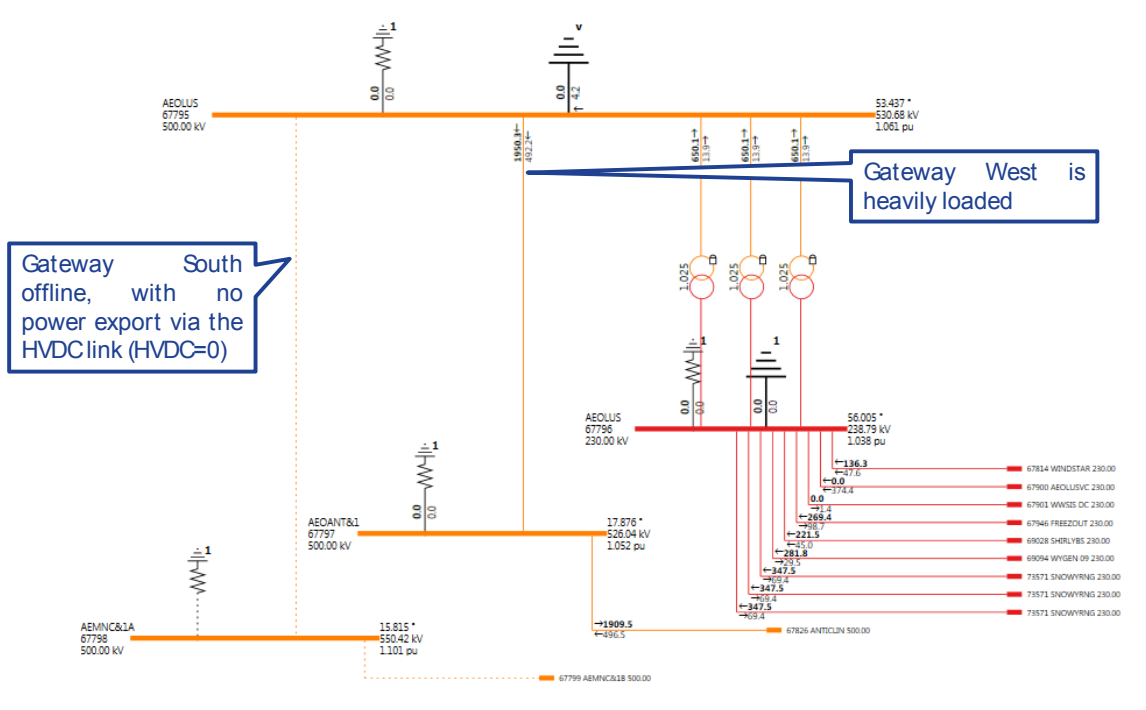 1
v
0.0
0.0
0.0
4.2
AEOLUS
67795
500.00 kV
53.437 °
530.68 kV
1.061 pu
1950.3
492.2
650.1
13.9
650.1
13.9
650.1
13.9
Gateway West is
heavily loaded
Gateway South
offline, with no
power export via the
HVDC link (HVDC=0)
1.025
1.025
1.025
1
1
0.0
0.0
0.0
0.0
AEOLUS
67796
230.00 kV
56.005 °
238.79 kV
1.038 pu
136.3
47.6
67814 WINDSTAR 230.00
0.0
374.4
67900 AEOLUSVC 230.00
0.0
1.4
67901 WWSIS DC 230.00
269.4
98.7
67946 FREEZOUT 230.00
221.5
45.0
69028 SHIRLYBS 230.00
281.8
29.5
69094 WYGEN 09 230.00
347.5
69.4
73571 SNOWYRNG 230.00
347.5
69.4
73571 SNOWYRNG 230.00
347.5
69.4
73571 SNOWYRNG 230.00
1
0.0
0.0
AEOANT&1
67797
500.00 kV
17.876 °
526.04 kV
1.052 pu
1
AEMNC&1A
67798
500.00 kV
15.815 °
550.42 kV
1.101 pu
1909.5
496.5
67826 ANTICLIN 500.00
67799 AEMNC&1B 500.00